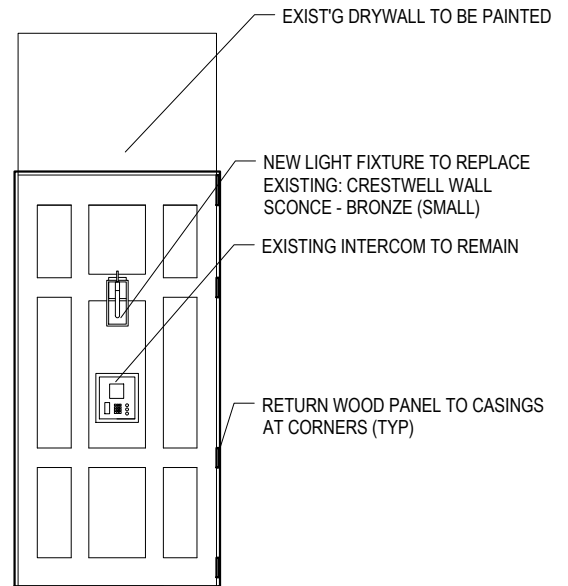 EXIST'G DRYWALL TO BE PAINTED
NEW LIGHT FIXTURE TO REPLACE
EXISTING: CRESTWELL WALL
SCONCE - BRONZE (SMALL)
EXISTING INTERCOM TO REMAIN
RETURN WOOD PANEL TO CASINGS
AT CORNERS (TYP)